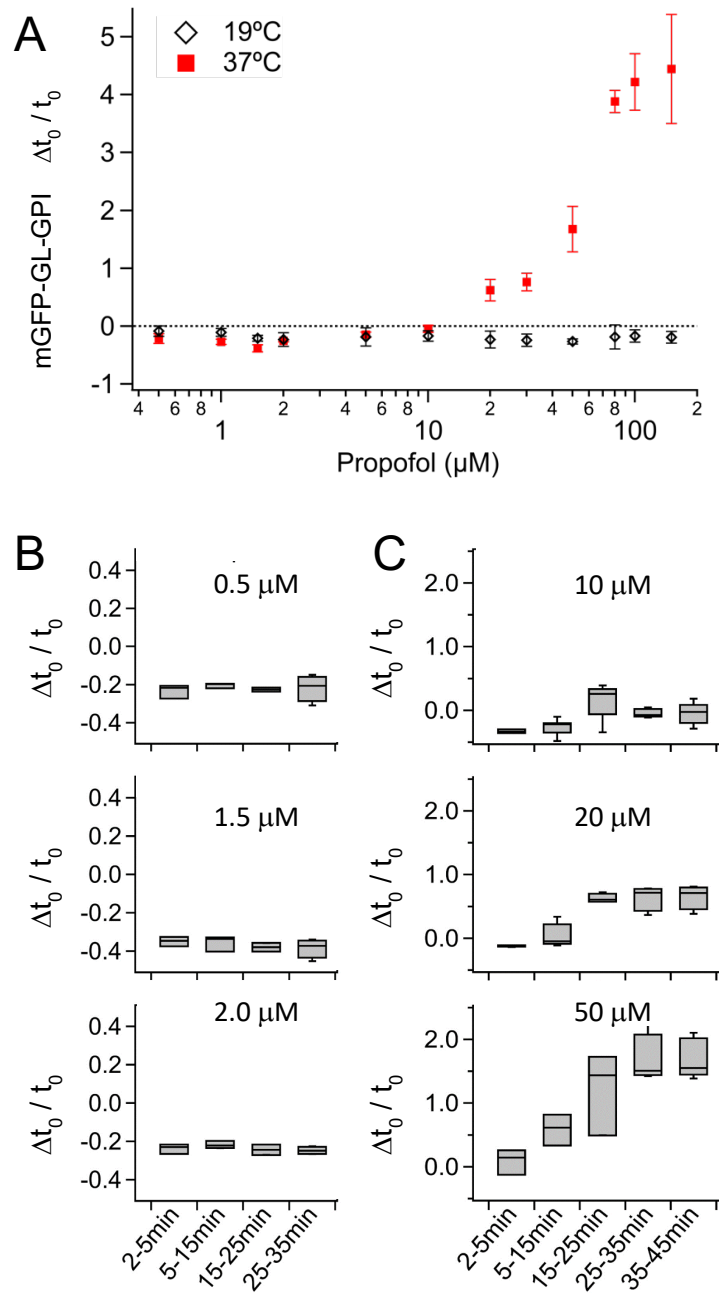 A
19ºC
37ºC
mGFP-GL-GPI Δt0 / t0
5
4
3
2
1
0
-1
4 6 8 2 4 6 8 2 4 6 8 2
1 10 100
Propofol (µM)
B
0.5 µM
Δt0 / t0
0.4
0.2
0.0
-0.2
-0.4
1.5 µM
Δt0 / t0
0.4
0.2
0.0
-0.2
-0.4
2.0 µM
Δt0 / t0
0.4
0.2
0.0
-0.2
-0.4
2-5min
5-15min
15-25min
25-35min
C
10 µM
Δt0 / t0
2.0
1.0
0.0
20 µM
Δt0 / t0
2.0
1.0
0.0
50 µM
Δt0 / t0
2.0
1.0
0.0
2-5min
5-15min
15-25min
25-35min
35-45min